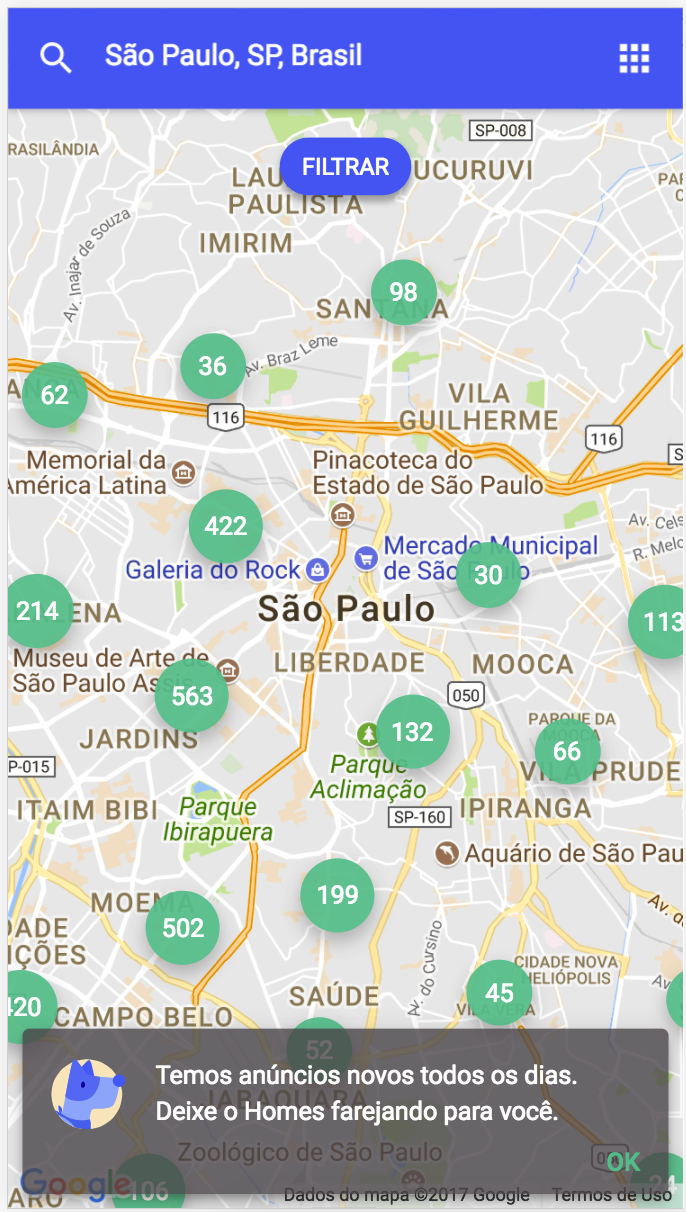 São Paulo, SP, Brasil
SP-008
RASILÂNDIA
FILTRAR
UCURUVI
LAU
PAULISTA
Av. Inajar de Souza
IMIRIM
98
SANTANA
36
Av. Braz Leme
62
116
VILA
GUILHERME
116
Memorial da
América Latina
Pinacoteca do
Estado de São Paulo
422
Mercado Municipal
de São Paulo
Galeria do Rock
30
214
ENA
São Paulo
113
Museu de Arte de
São Paulo Assis
LIBERDADE
MOOCA
563
050
132
PARQUE DA
MOOCA
66
JARDINS
P-015
Parque
Aclimação
VILA PRUDE
ITAIM BIBI
Parque
Ibirapuera
SP-160
IPIRANGA
Aquário de São Pau
199
MOEMA
502
DADE
IÇÕES
Av. do Cursino
CIDADE NOVA
HELIÓPOLIS
45
VILA VERA
420
SAÚDE
CAMPO BELO
52
Temos anúncios novos todos os dias.
Deixe o Homes farejando para você.
JABAQUARA
Zoológico de São Paulo
OK
Google
106
24
Dados do mapa ©2017 Google
Termos de Uso